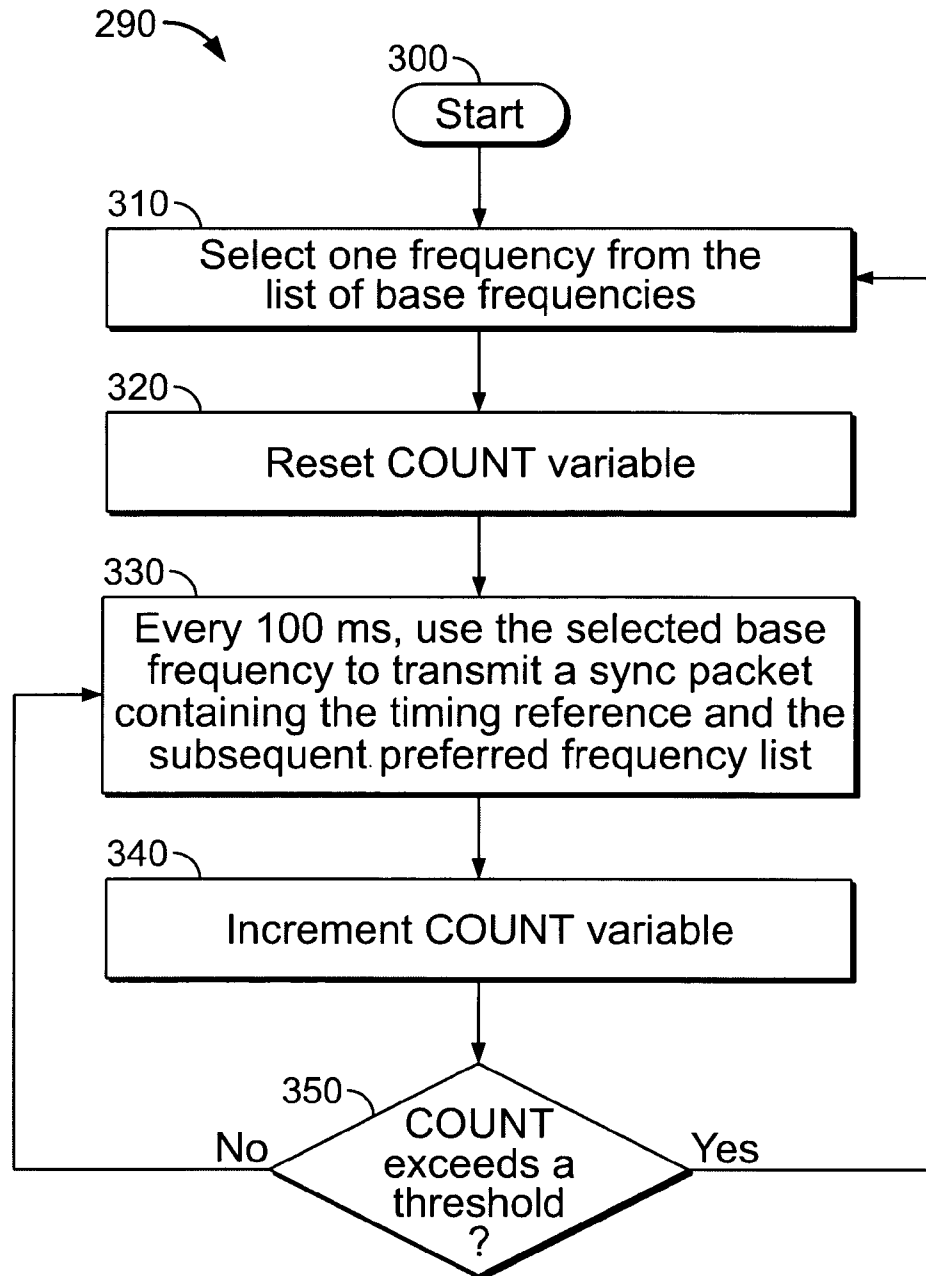 290
300
Start
310
Select one frequency from the
list of base frequencies
320
Reset COUNT variable
330
Every 100 ms, use the selected base
frequency to transmit a sync packet
containing the timing reference and the
subsequent preferred frequency list
340
Increment COUNT variable
350
COUNT
exceeds a
threshold
?
No
Yes